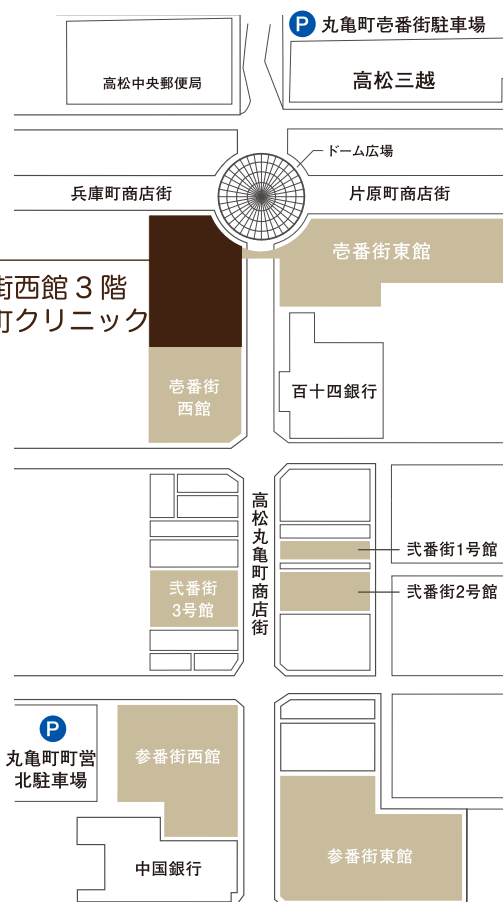 P 丸亀町壱番街駐車場
高松中央郵便局
高松三越
ドーム広場
兵庫町商店街
片原町商店街
壱番街東館
街西館3階
町クリニック
壱番街
西館
百十四銀行
高松丸亀町商店街
弐番街1号館
弐番街
3号館
弐番街2号館
P
丸亀町町営
北駐車場
参番街西館
参番街東館
中国銀行